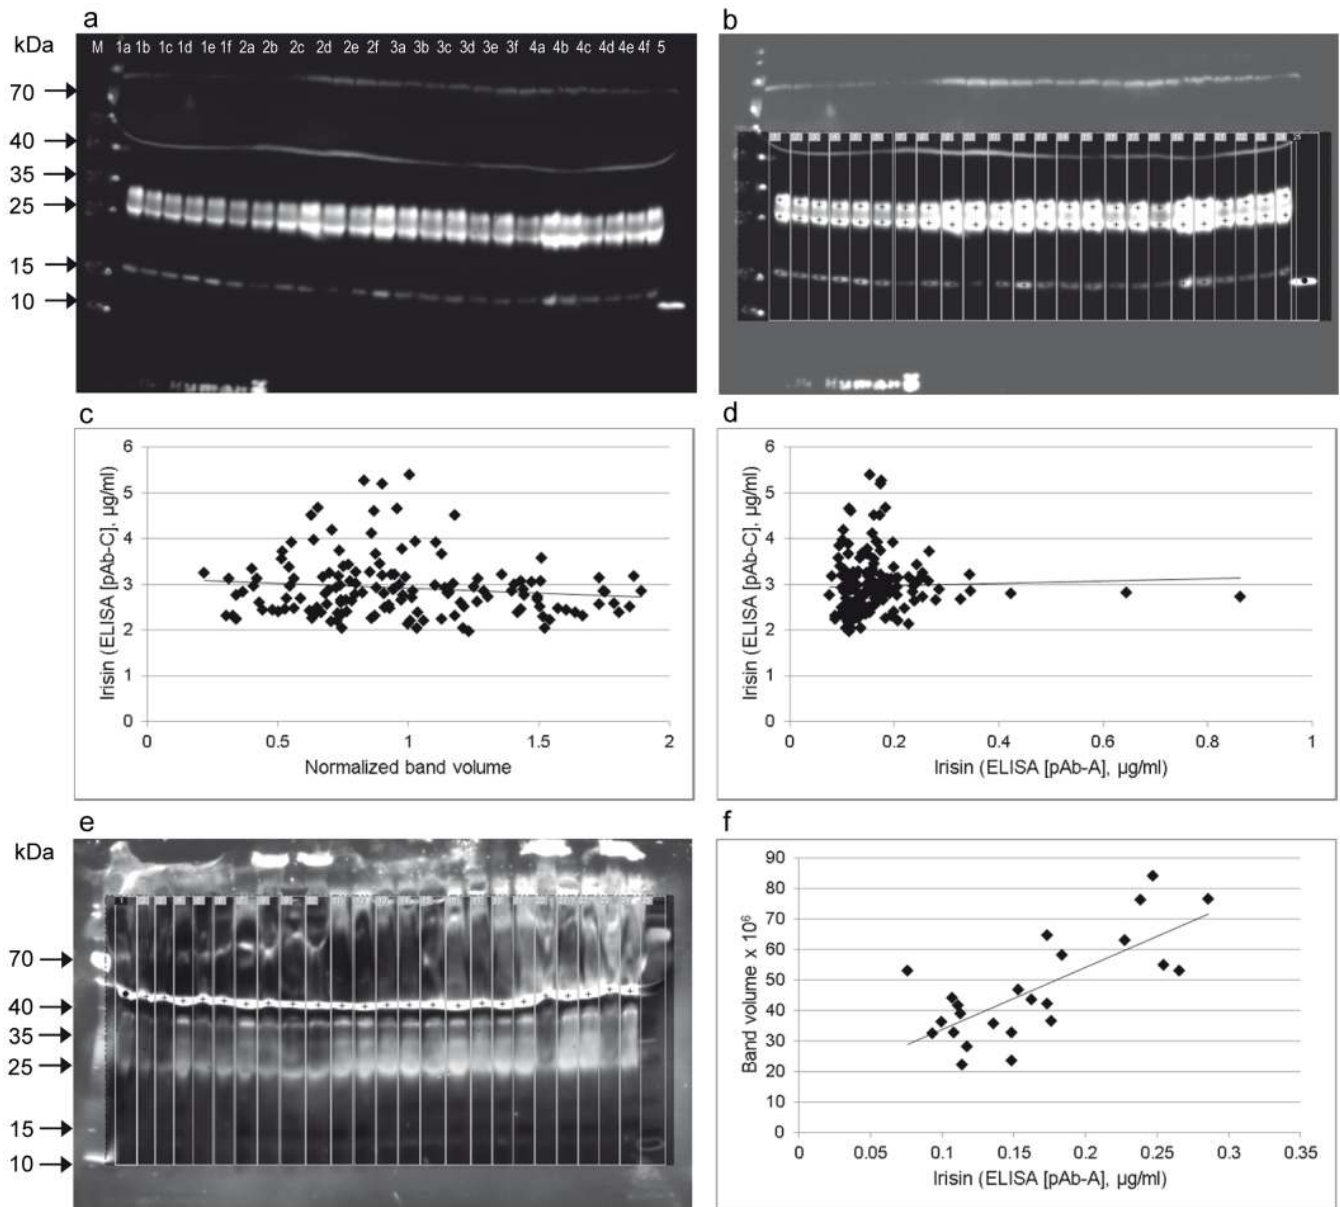 a
kDa
M 1a 1b 1c 1d 1e 1f 2a 2b 2c 2d 2e 2f 3a 3b 3c 3d 3e 3f 4a 4b 4c 4d 4e 4f 5
70
40
35
25
15
10
b
c
Irisin (ELISA [pAb-C], µg/ml)
6
5
4
3
2
1
0
0 0.5 1 1.5 2
Normalized band volume
d
Irisin (ELISA [pAb-C], µg/ml)
6
5
4
3
2
1
0
0 0.2 0.4 0.6 0.8 1
Irisin (ELISA [pAb-A], µg/ml)
e
kDa
70
40
35
25
15
10
f
Band volume x 10⁶
90
80
70
60
50
40
30
20
10
0
0 0.05 0.1 0.15 0.2 0.25 0.3 0.35
Irisin (ELISA [pAb-A], µg/ml)